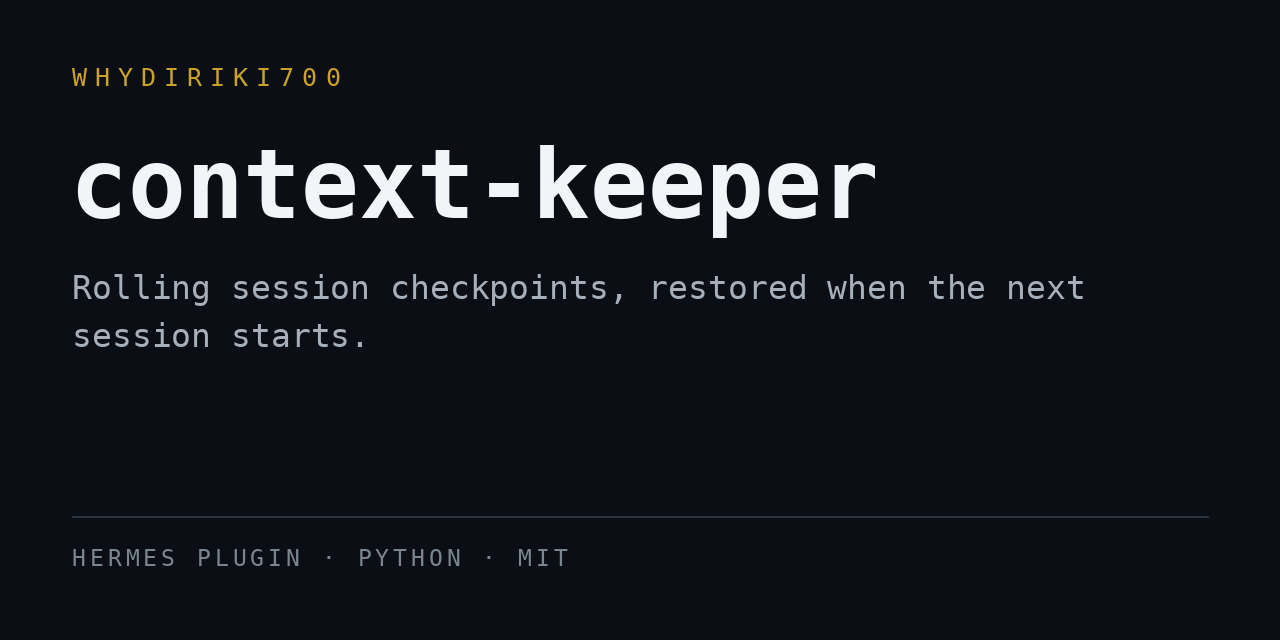 WHYDIRIKI700
context-keeper
Rolling session checkpoints, restored when the next
session starts.
HERMES PLUGIN · PYTHON · MIT